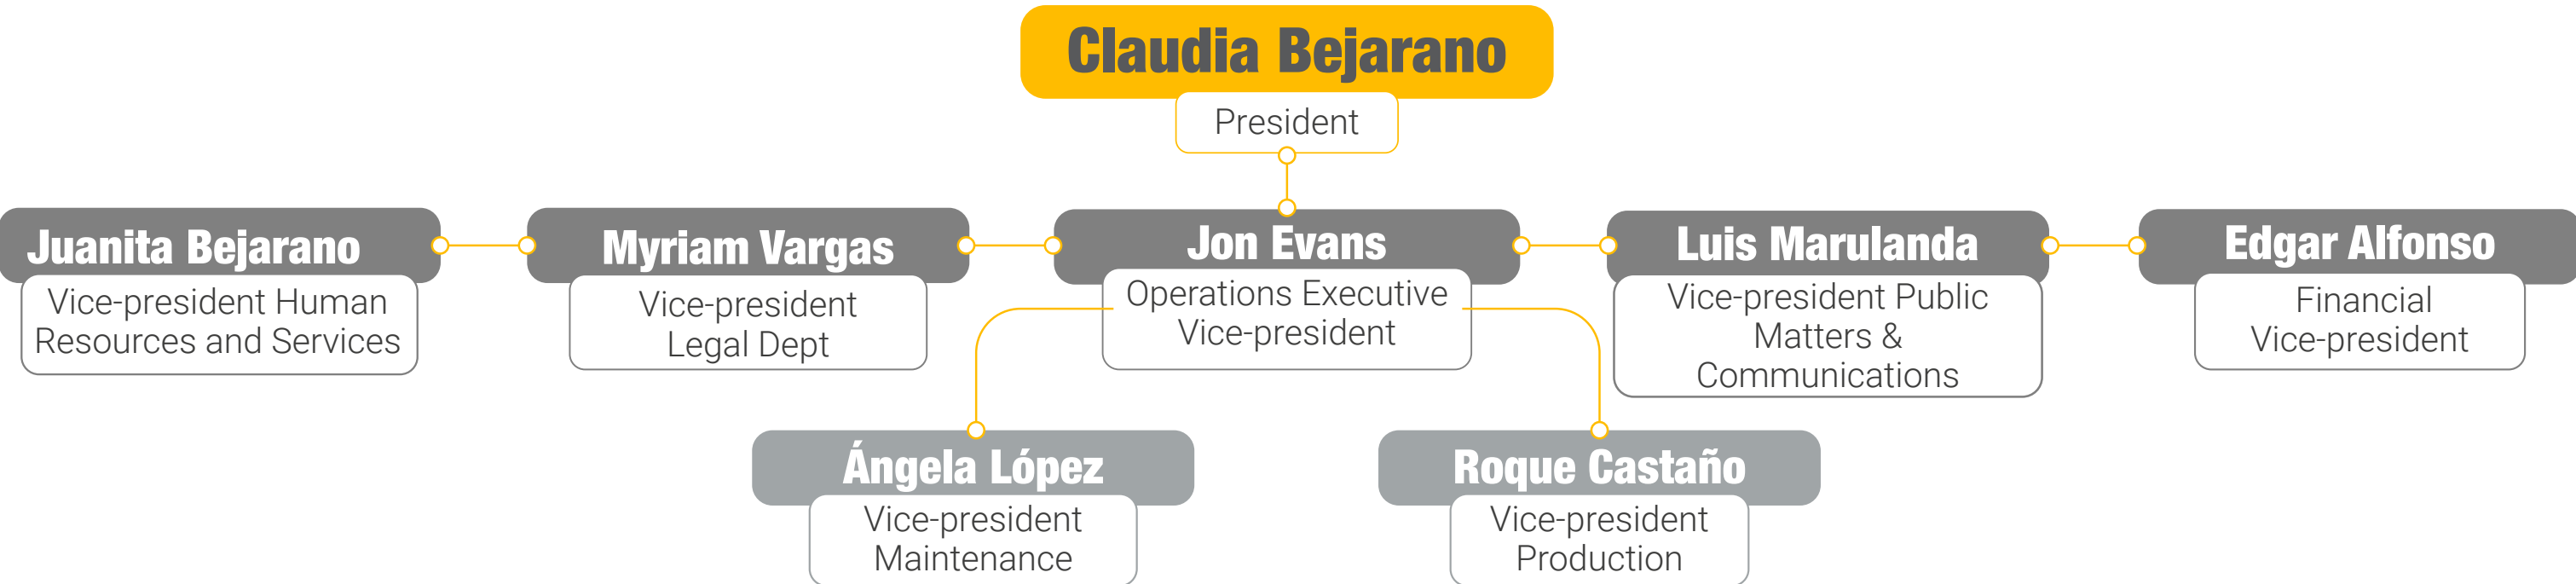 Claudia Bejarano
President
Juanita Bejarano
Vice-president Human
Resources and Services
Myriam Vargas
Vice-president
Legal Dept
Jon Evans
Operations Executive
Vice-president
Luis Marulanda
Vice-president Public
Matters &
Communications
Edgar Alfonso
Financial
Vice-president
Ángela López
Vice-president
Maintenance
Roque Castaño
Vice-president
Production